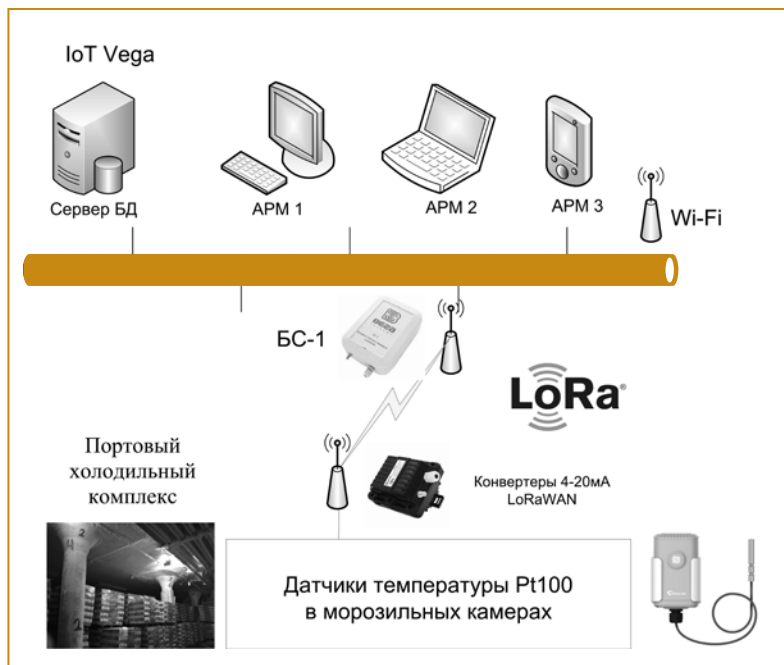 IoT Vega
Сервер БД
АРМ 1
АРМ 2
АРМ 3
Wi-Fi
БС-1
LoRa®
Портовый
холодильный
комплекс
Конвертеры 4-20мА
LoRaWAN
Датчики температуры Pt100
в морозильных камерах